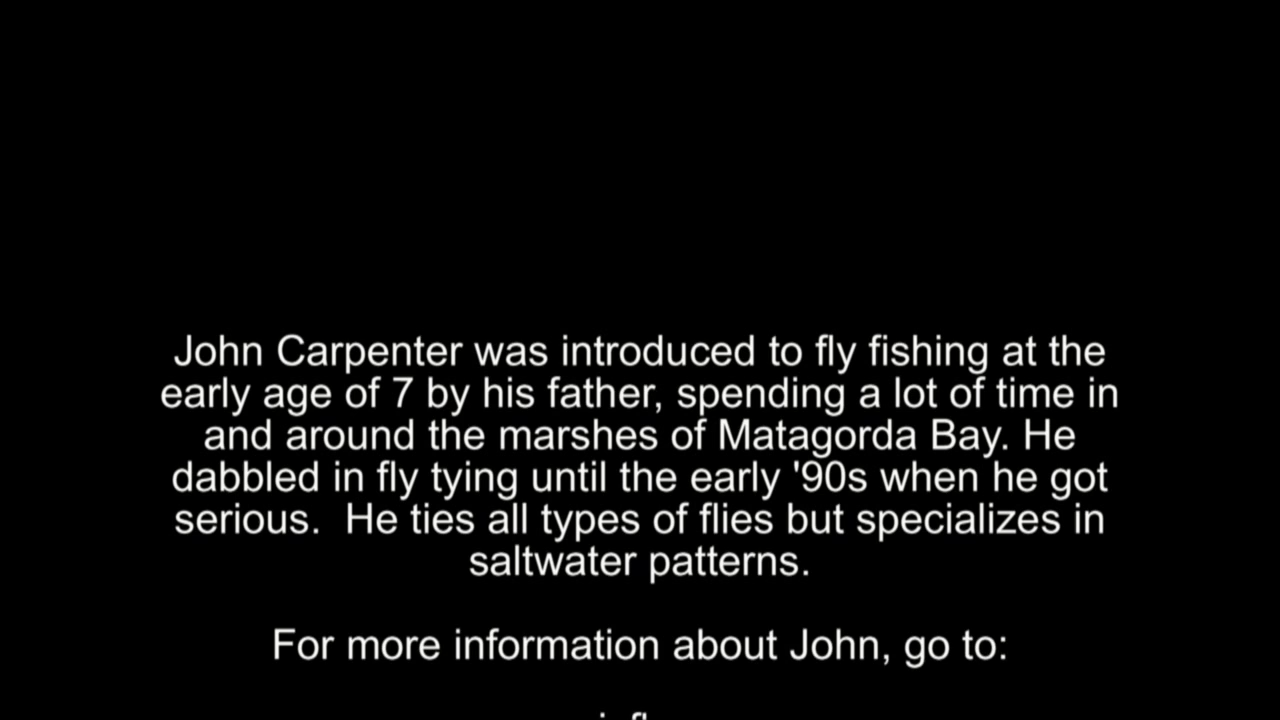 John Carpenter was introduced to fly fishing at the
early age of 7 by his father, spending a lot of time in
and around the marshes of Matagorda Bay. He
dabbled in fly tying until the early '90s when he got
serious.  He ties all types of flies but specializes in
saltwater patterns.
For more information about John, go to: